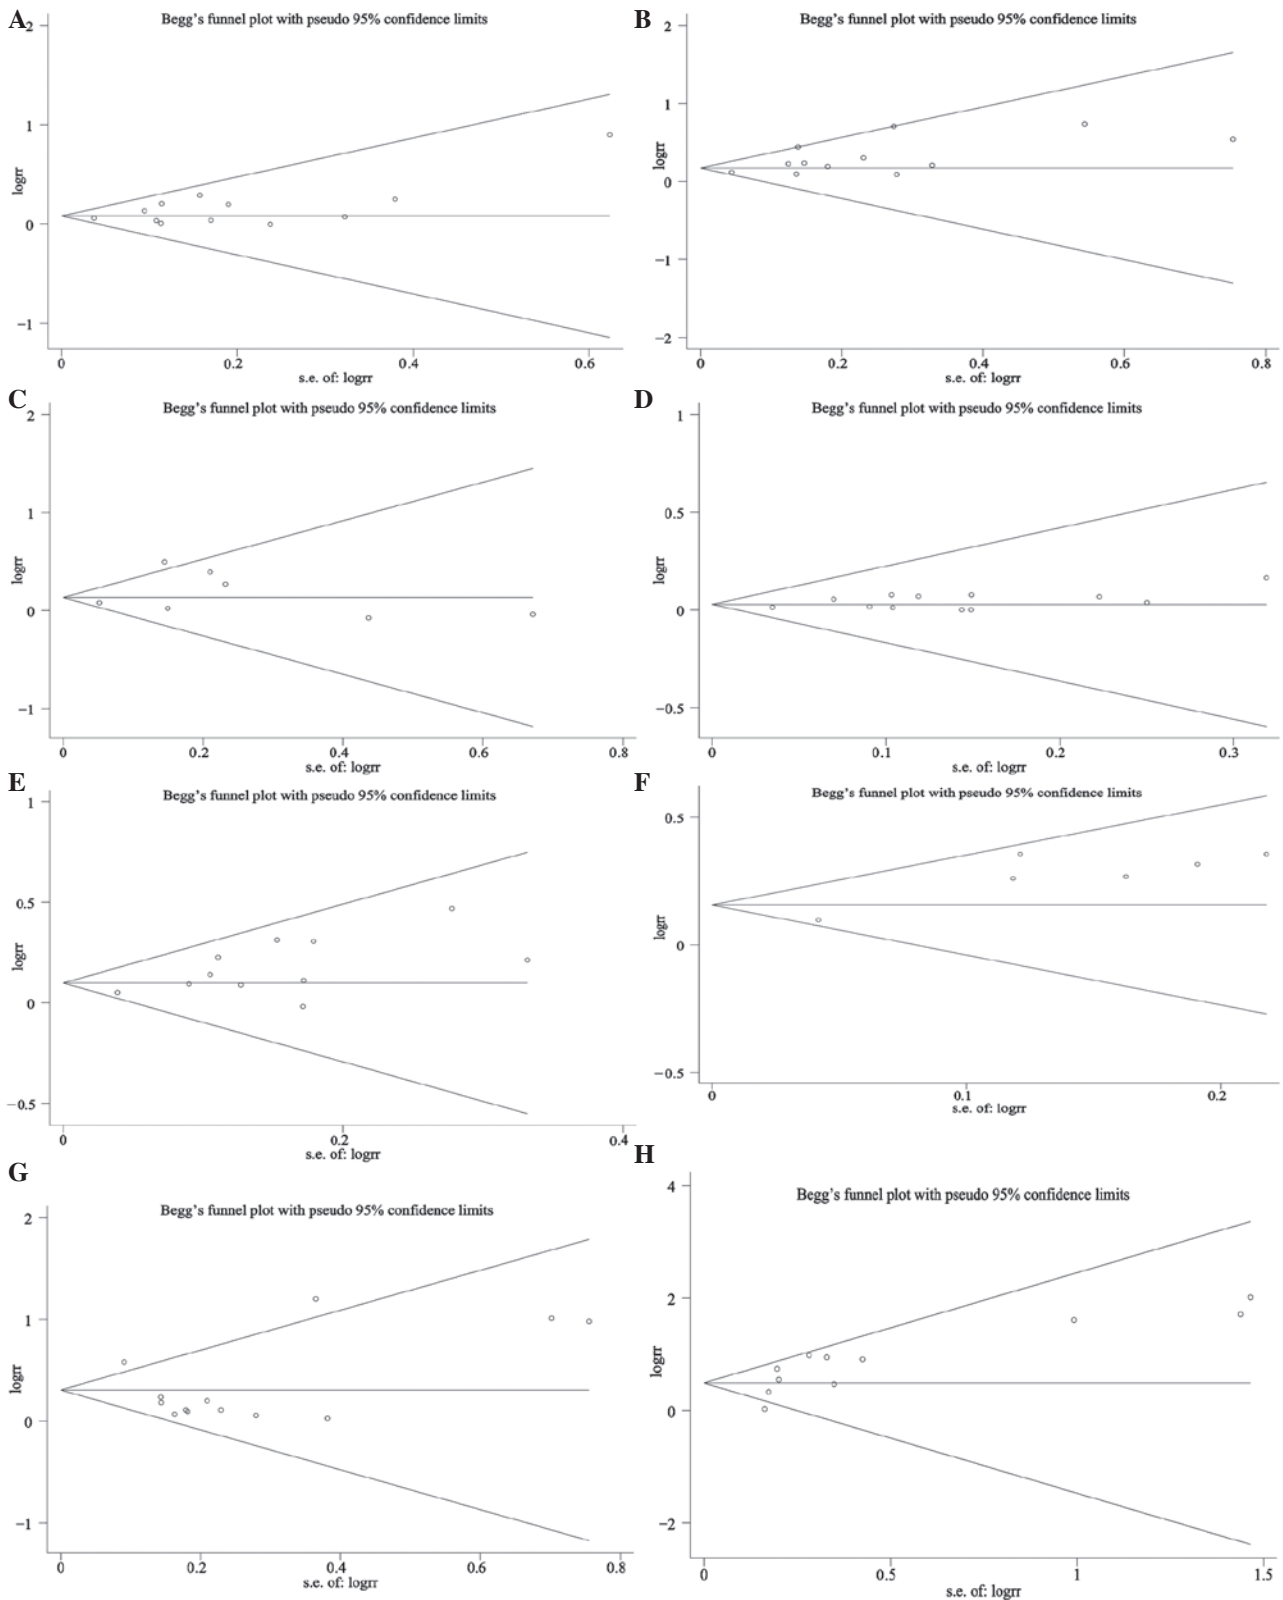 A
Begg's funnel plot with pseudo 95% confidence limits
2
1
0
−1
logrr
0 0.2 0.4 0.6
s.e. of: logrr
B
Begg's funnel plot with pseudo 95% confidence limits
2
1
0
−1
−2
logrr
0 0.2 0.4 0.6 0.8
s.e. of: logrr
C
Begg's funnel plot with pseudo 95% confidence limits
2
1
0
−1
logrr
0 0.2 0.4 0.6 0.8
s.e. of: logrr
D
Begg's funnel plot with pseudo 95% confidence limits
1
0.5
0
−0.5
logrr
0 0.1 0.2 0.3
s.e. of: logrr
E
Begg's funnel plot with pseudo 95% confidence limits
1
0.5
0
−0.5
logrr
0 0.2 0.4
s.e. of: logrr
F
Begg's funnel plot with pseudo 95% confidence limits
0.5
0
−0.5
logrr
0 0.1 0.2
s.e. of: logrr
G
Begg's funnel plot with pseudo 95% confidence limits
2
1
0
−1
logrr
0 0.2 0.4 0.6 0.8
s.e. of: logrr
H
Begg's funnel plot with pseudo 95% confidence limits
4
2
0
−2
logrr
0 0.5 1 1.5
s.e. of: logrr